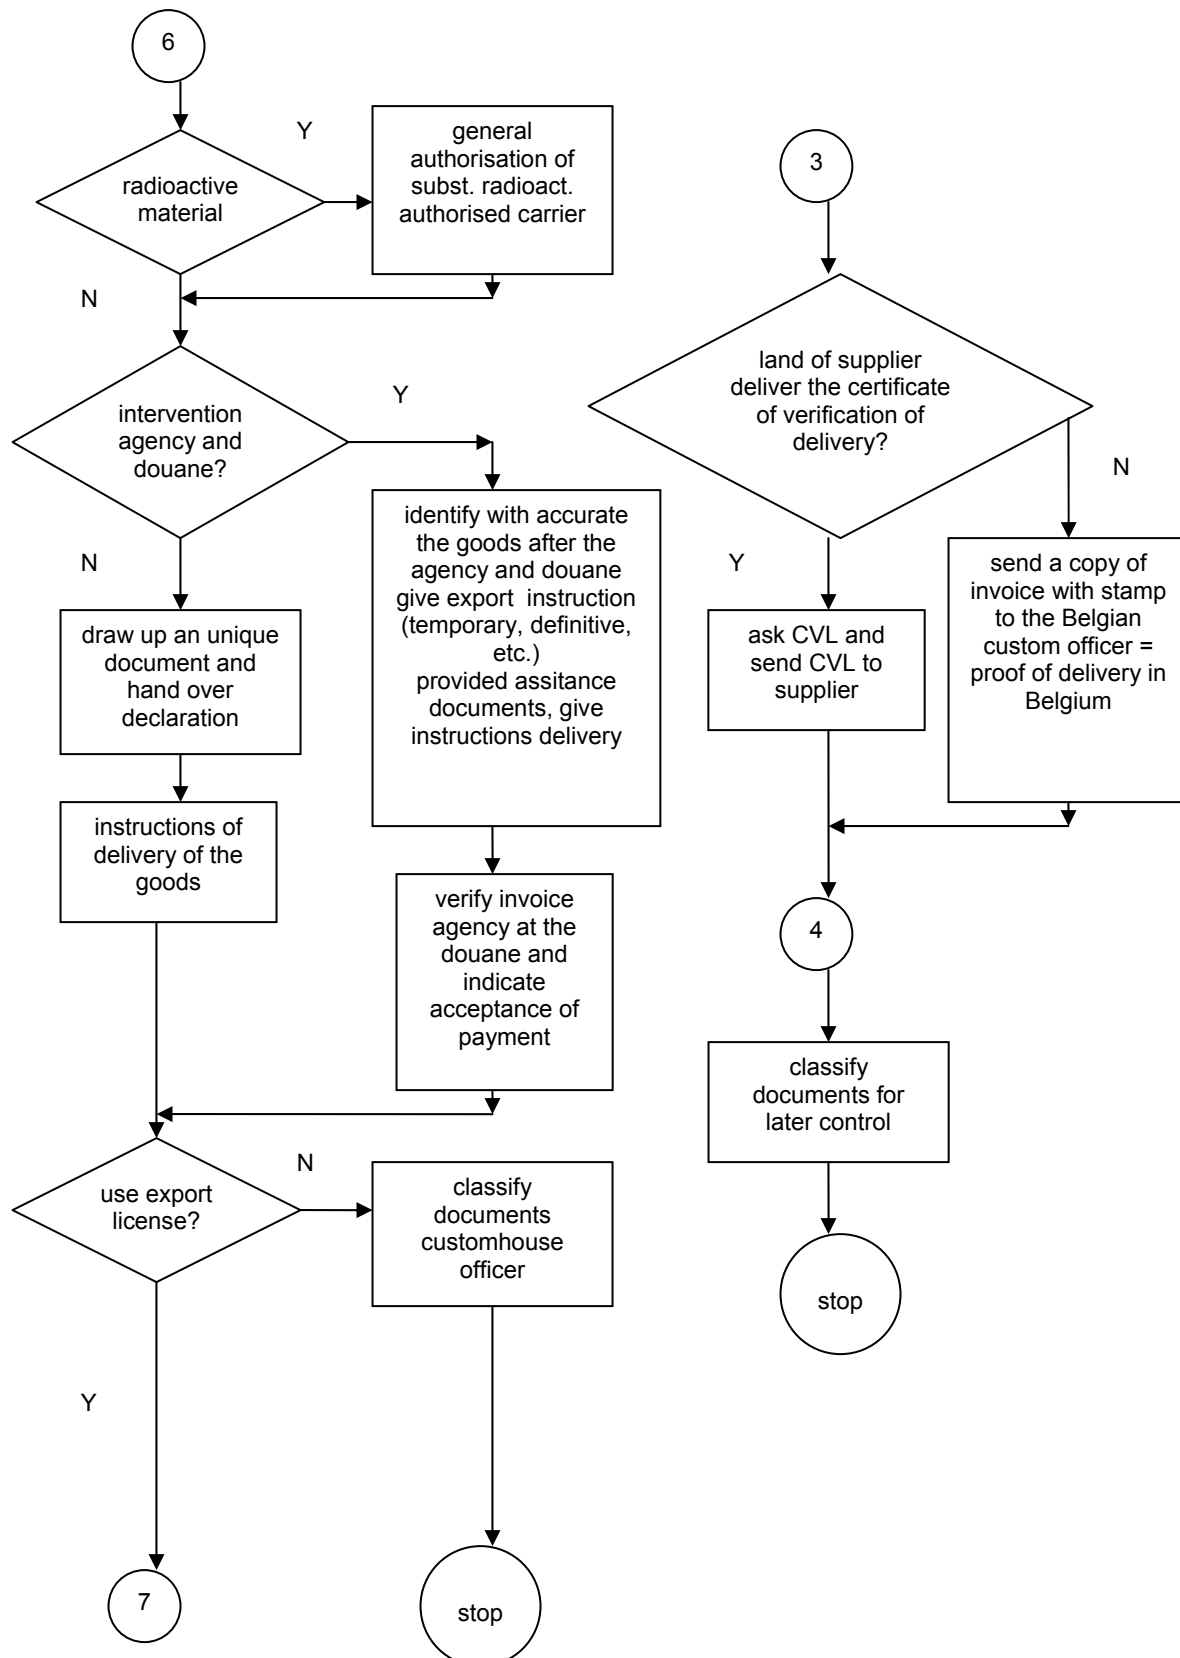 6
Y
radioactive
material
general
authorisation of
subst. radioact.
authorised carrier
N
intervention
agency and
douane?
Y
N
identify with accurate
the goods after the
agency and douane
give export instruction
(temporary, definitive,
etc.)
provided assitance
documents, give
instructions delivery
draw up an unique
document and
hand over
declaration
instructions of
delivery of the
goods
verify invoice
agency at the
douane and
indicate
acceptance of
payment
use export
license?
N
classify
documents
customhouse
officer
Y
7
stop
3
land of supplier
deliver the certificate
of verification of
delivery?
N
Y
send a copy of
invoice with stamp
to the Belgian
custom officer =
proof of delivery in
Belgium
ask CVL and
send CVL to
supplier
4
classify
documents for
later control
stop